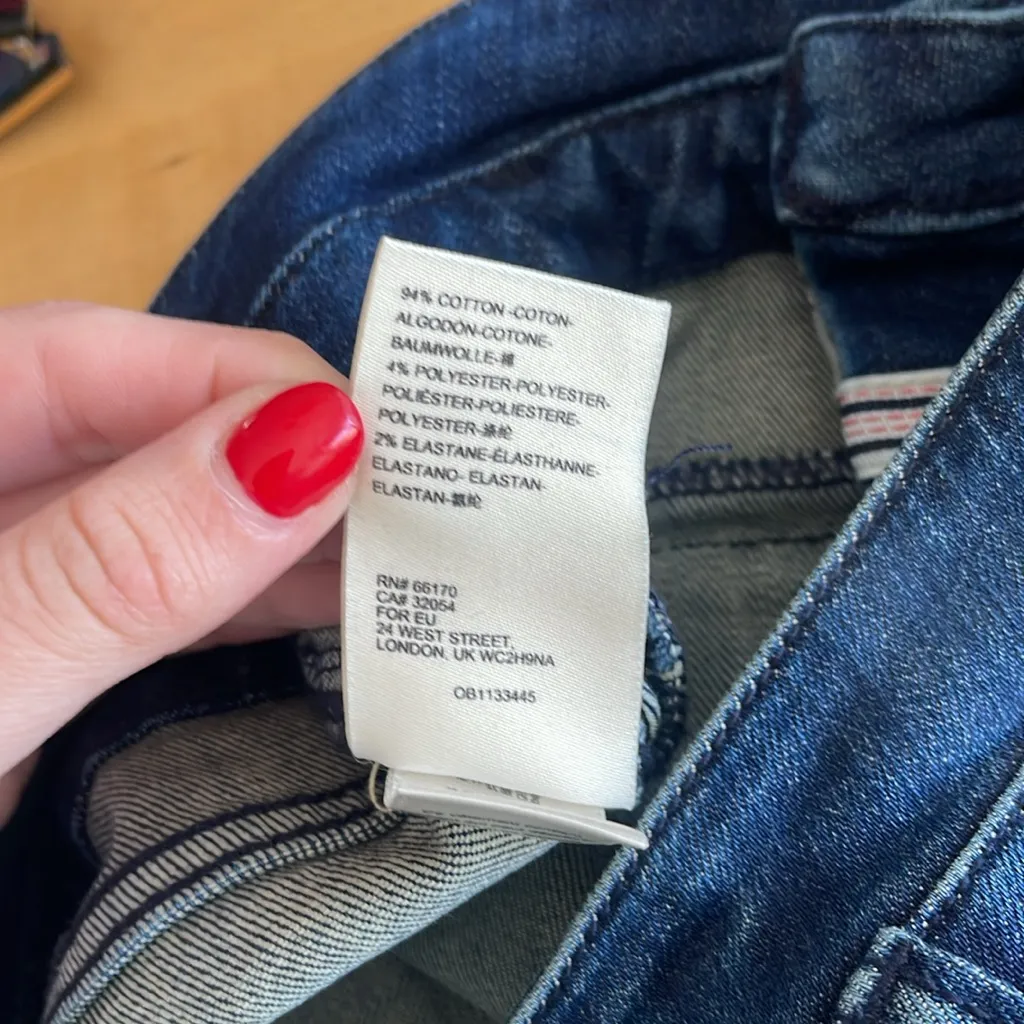 94% COTTON -COTON-
ALGODÓN-COTONE-
BAUMWOLLE-棉
4% POLYESTER-POLYESTER-
POLIÉSTER-POLIESTERE-
POLYESTER-涤纶
2% ELASTANE-ÉLASTHANNE-
ELASTANO- ELASTAN-
ELASTAN-氨纶
RN# 66170
CA# 32054
FOR EU
24 WEST STREET,
LONDON. UK WC2H9NA
OB1133445